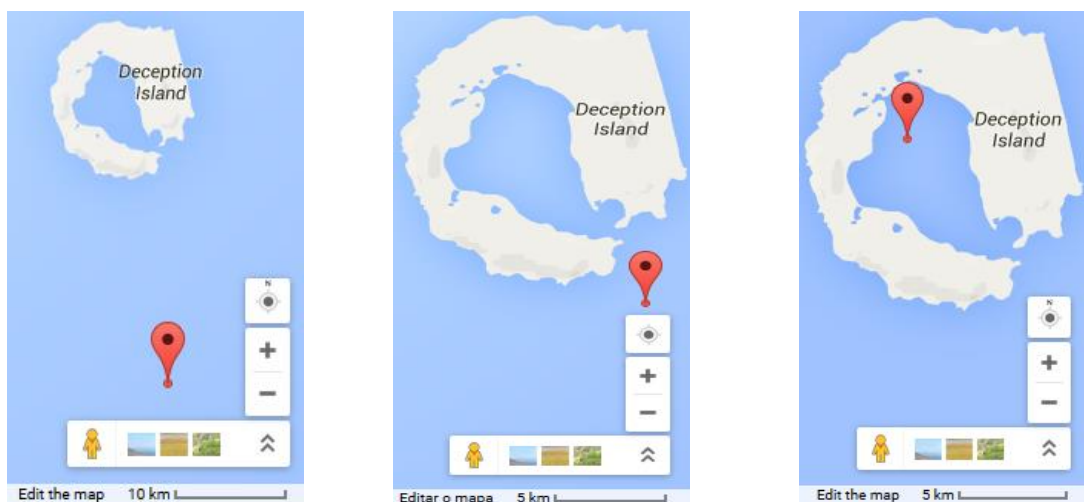 Deception
Island
N
Edit the map 10 km
Deception
Island
Editar o mapa 5 km
Deception
Island
N
Edit the map 5 km